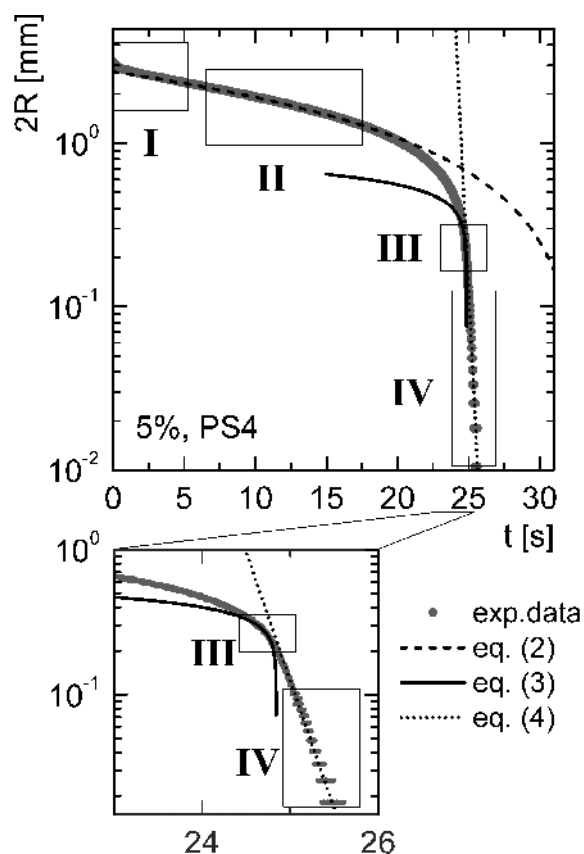 2R [mm]
10⁰
10⁻¹
10⁻²
I
II
III
IV
5%, PS4
0 5 10 15 20 25 30
t [s]
10⁰
10⁻¹
III
IV
24 26
exp.data
eq. (2)
eq. (3)
eq. (4)